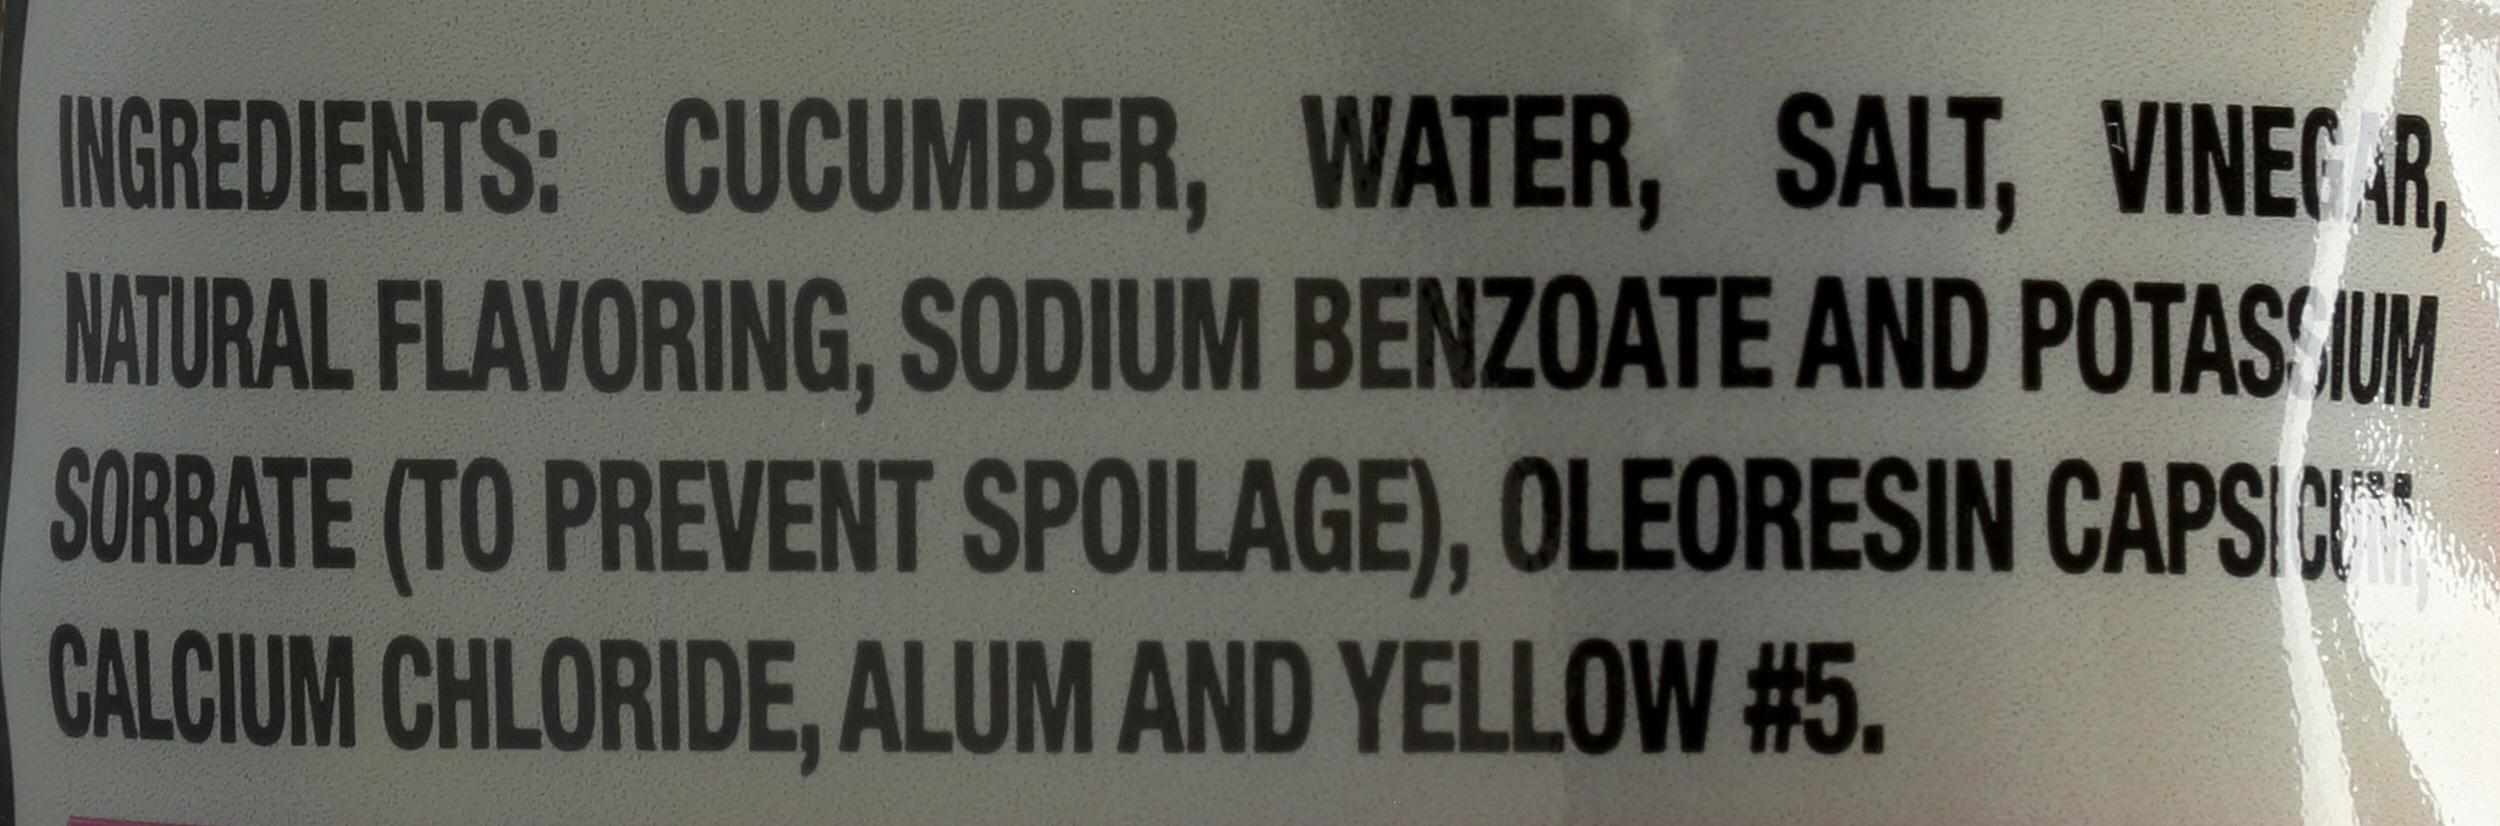 INGREDIENTS: CUCUMBER, WATER, SALT, VINEGAR,
NATURAL FLAVORING, SODIUM BENZOATE AND POTASSIUM
SORBATE (TO PREVENT SPOILAGE), OLEORESIN CAPSICUM,
CALCIUM CHLORIDE, ALUM AND YELLOW #5.